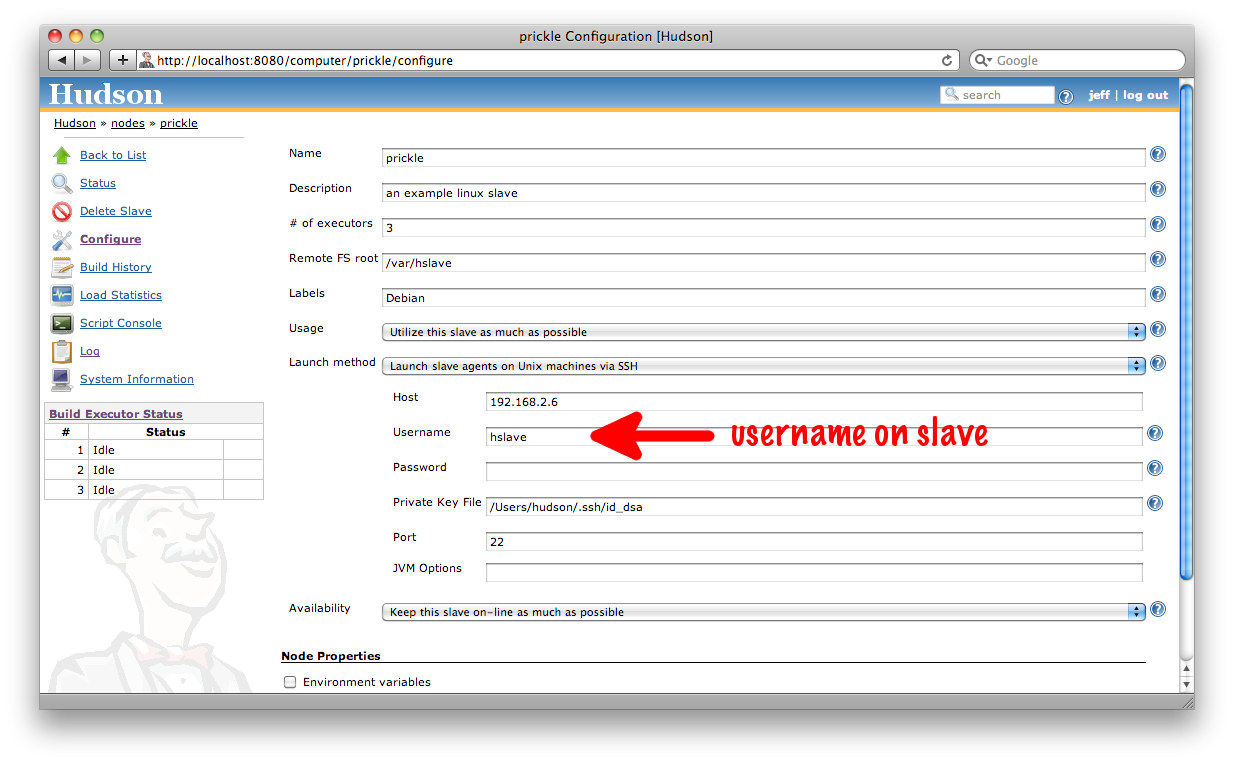 prickle Configuration [Hudson]
http://localhost:8080/computer/prickle/configure
Google
Hudson
search
jeff | log out
Hudson » nodes » prickle
Back to List
Status
Delete Slave
Configure
Build History
Load Statistics
Script Console
Log
System Information
Build Executor Status
# Status
1 Idle
2 Idle
3 Idle
Name prickle
Description an example linux slave
# of executors 3
Remote FS root /var/hslave
Labels Debian
Usage Utilize this slave as much as possible
Launch method Launch slave agents on Unix machines via SSH
Host 192.168.2.6
Username hslave username on slave
Password
Private Key File /Users/hudson/.ssh/id_dsa
Port 22
JVM Options
Availability Keep this slave on-line as much as possible
Node Properties
Environment variables